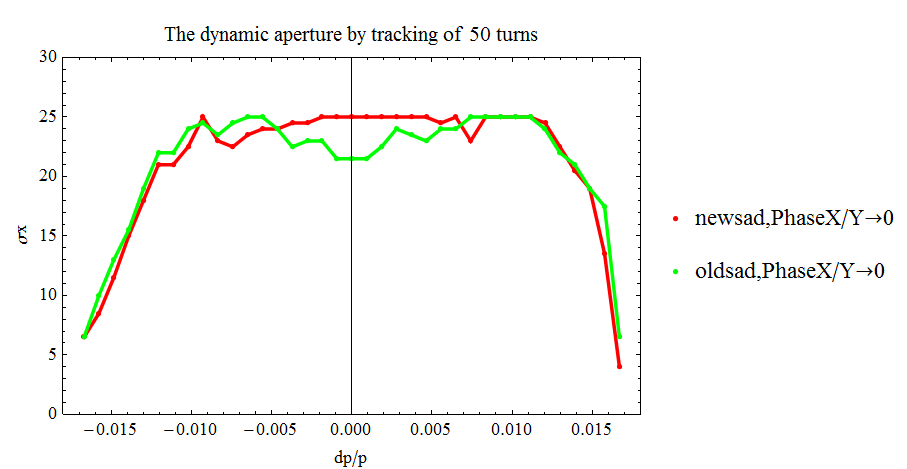 The dynamic aperture by tracking of 50 turns
30
25
20
15
10
5
0
σx
−0.015 −0.010 −0.005 0.000 0.005 0.010 0.015
dp/p
newsad,PhaseX/Y→0
oldsad,PhaseX/Y→0